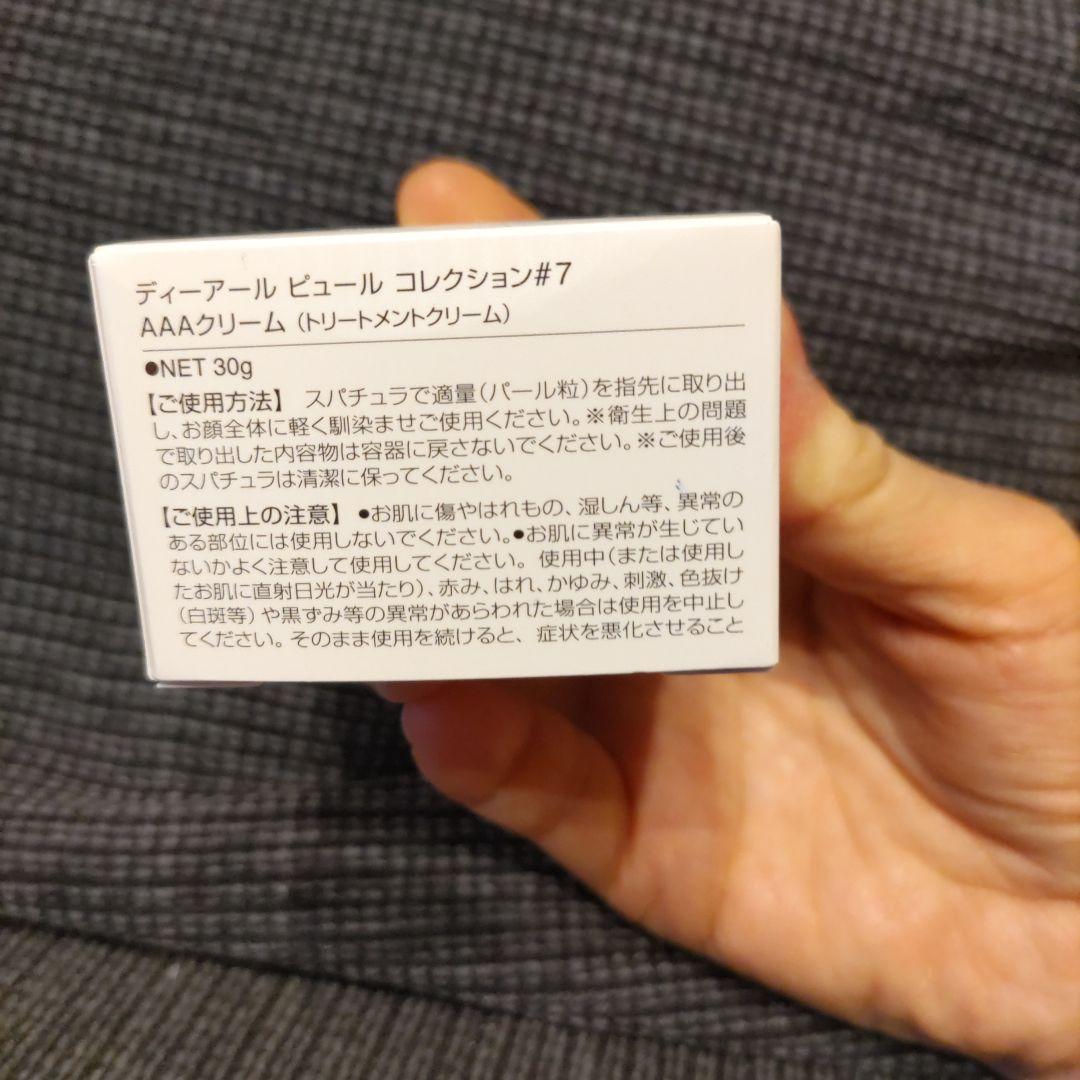 ディーアール ピュール コレクション#7
AAAクリーム（トリートメントクリーム）
●NET 30g
【ご使用方法】 スパチュラで適量（パール粒）を指先に取り出
し、お顔全体に軽く馴染ませご使用ください。※衛生上の問題
で取り出した内容物は容器に戻さないでください。※ご使用後
のスパチュラは清潔に保ってください。
【ご使用上の注意】 ●お肌に傷やはれもの、湿しん等、異常の
ある部位には使用しないでください。●お肌に異常が生じてい
ないかよく注意して使用してください。使用中（または使用し
たお肌に直射日光が当たり）、赤み、はれ、かゆみ、刺激、色抜け
（白斑等）や黒ずみ等の異常があらわれた場合は使用を中止し
てください。そのまま使用を続けると、症状を悪化させること